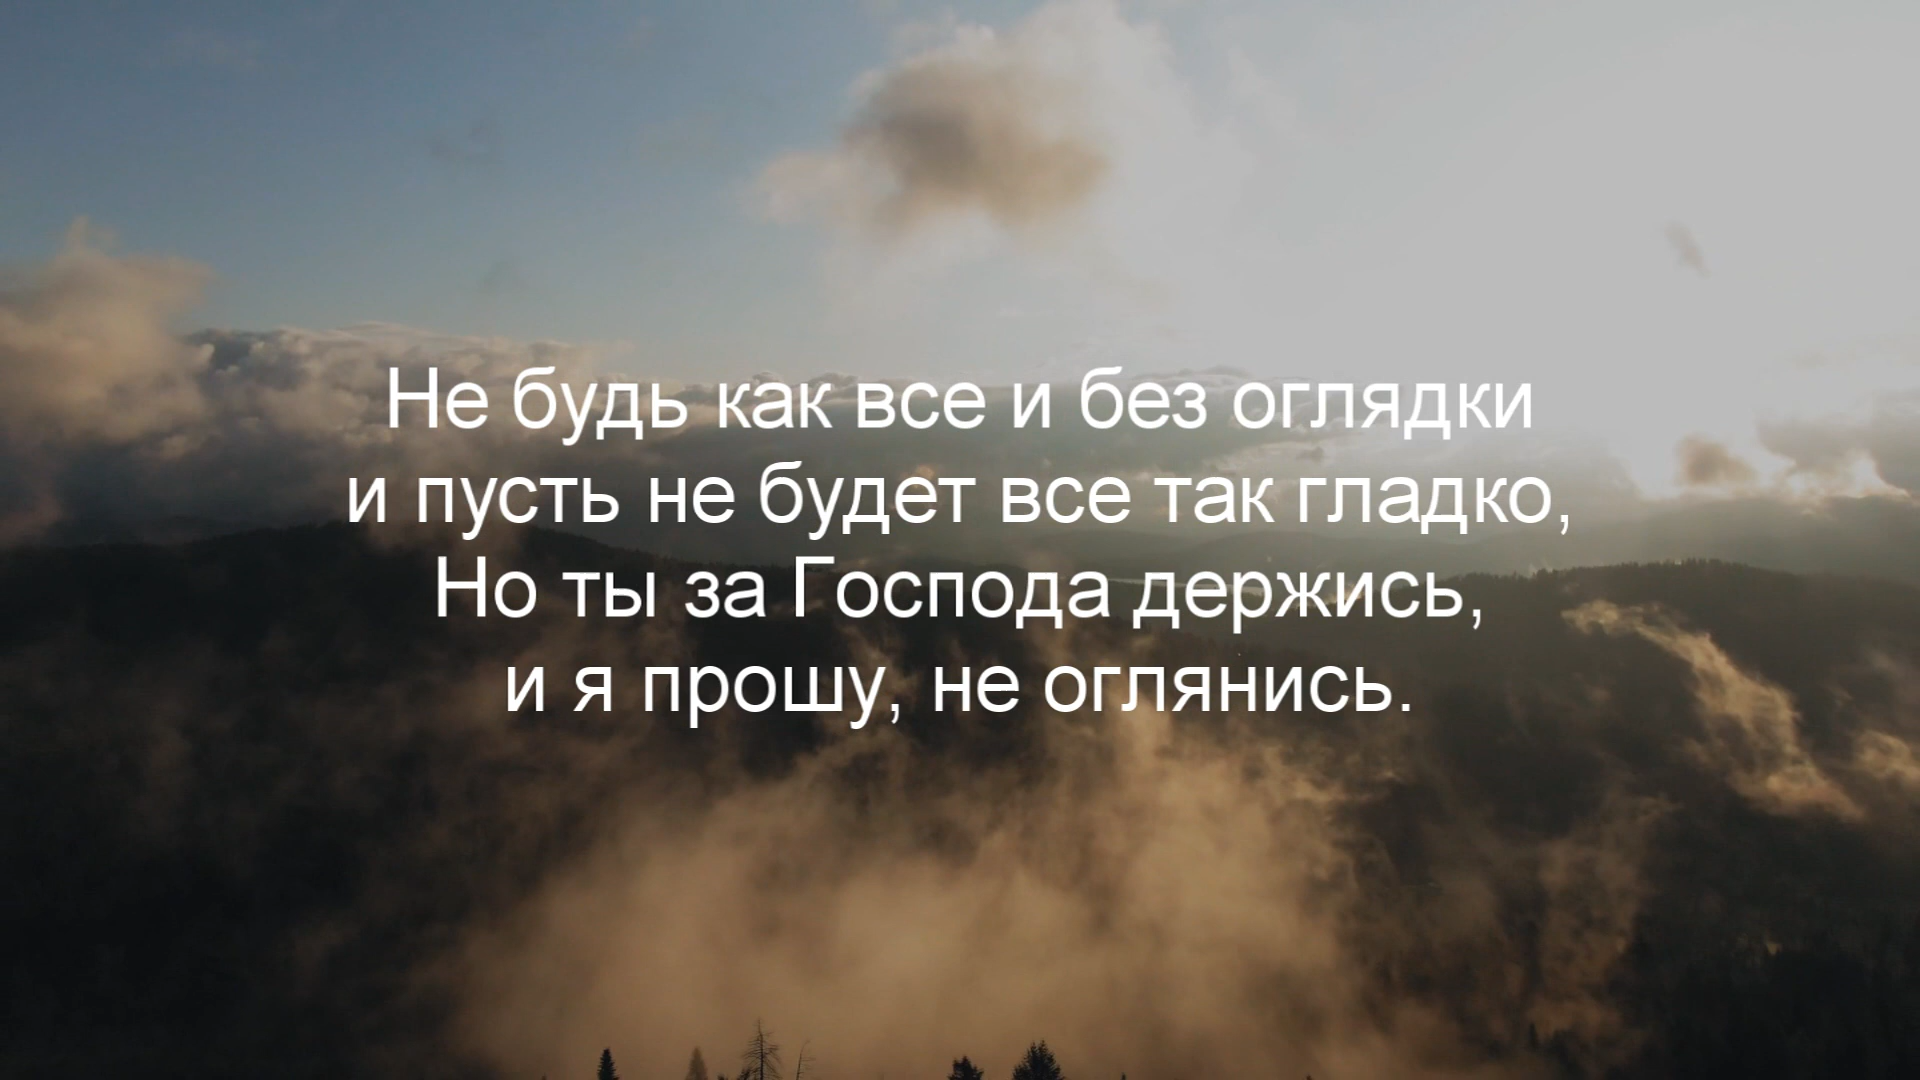 Не будь как все и без оглядки
и пусть не будет все так гладко,
Но ты за Господа держись,
и я прошу, не оглянись.